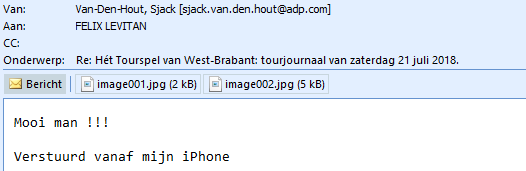 Van: Van-Den-Hout, Sjack [sjack.van.den.hout@adp.com]
Aan: FELIX LEVITAN
CC:
Onderwerp: Re: Hét Tourspel van West-Brabant: tourjournaal van zaterdag 21 juli 2018.
Bericht image001.jpg (2 kB) image002.jpg (5 kB)
Mooi man !!!
Verstuurd vanaf mijn iPhone